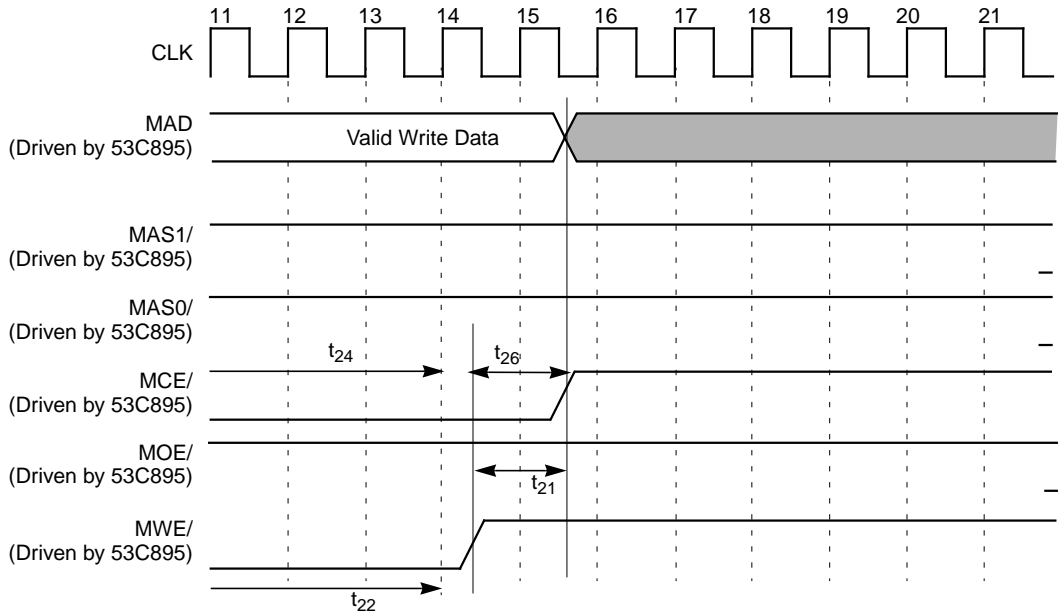 11 12 13 14 15 16 17 18 19 20 21
CLK
MAD
(Driven by 53C895)
Valid Write Data
MAS1/
(Driven by 53C895)
MAS0/
(Driven by 53C895)
t24
t26
MCE/
(Driven by 53C895)
MOE/
(Driven by 53C895)
t21
MWE/
(Driven by 53C895)
t22